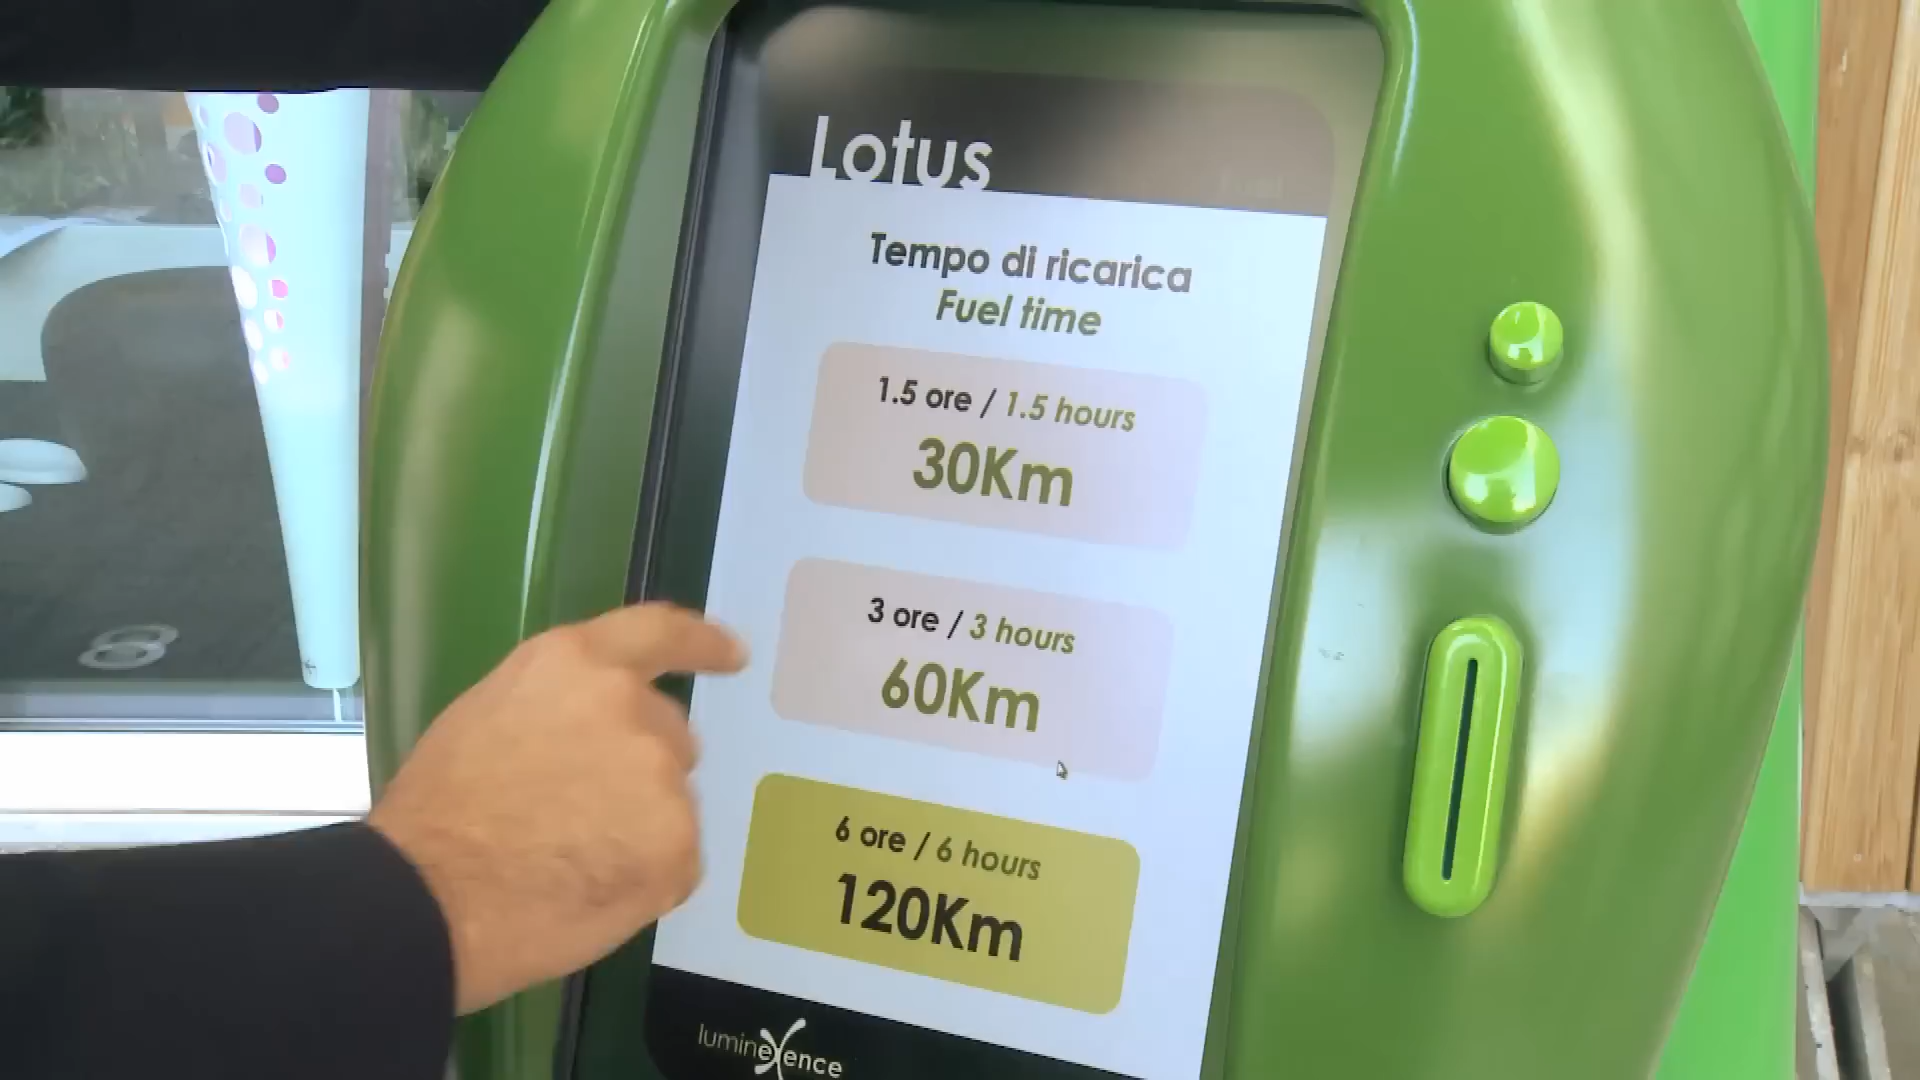 Lotus
Tempo di ricarica
Fuel time
1.5 ore / 1.5 hours
30Km
3 ore / 3 hours
60Km
6 ore / 6 hours
120Km
luminexence